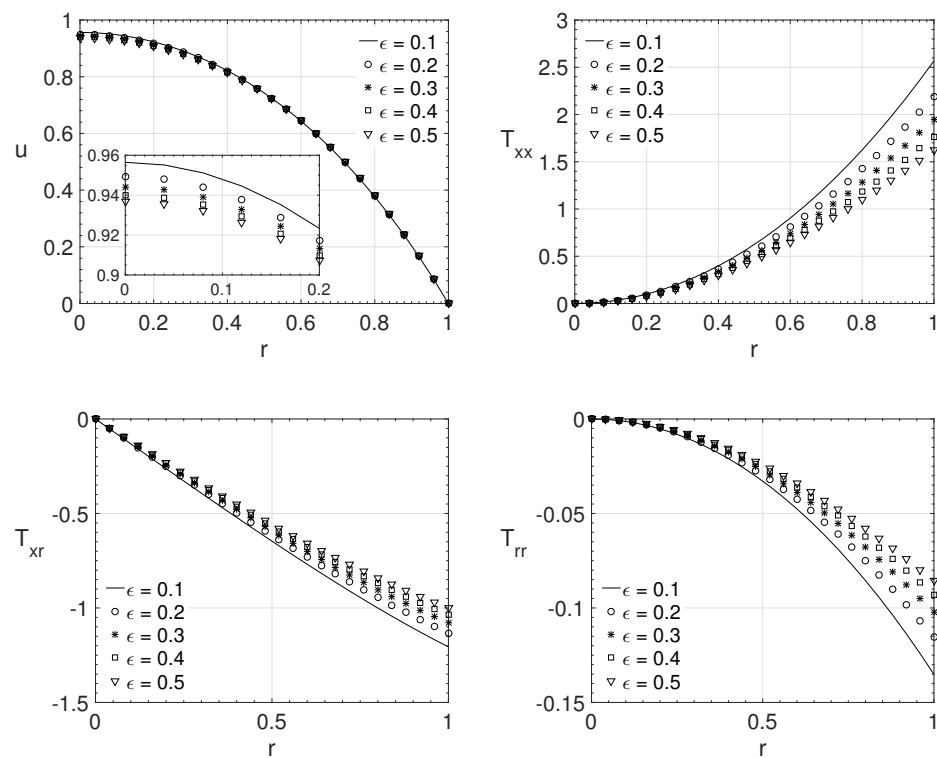 1
0.8
0.6
u
0.4
0.2
0
0 0.2 0.4 0.6 0.8 1
r
ϵ = 0.1
ϵ = 0.2
ϵ = 0.3
ϵ = 0.4
ϵ = 0.5
0.96
0.94
0.92
0.9
0 0.1 0.2
3
2.5
2
T_xx
1.5
1
0.5
0
0 0.2 0.4 0.6 0.8 1
r
ϵ = 0.1
ϵ = 0.2
ϵ = 0.3
ϵ = 0.4
ϵ = 0.5
0
-0.5
T_xr
-1
-1.5
0 0.5 1
r
ϵ = 0.1
ϵ = 0.2
ϵ = 0.3
ϵ = 0.4
ϵ = 0.5
0
-0.05
T_rr
-0.1
-0.15
0 0.5 1
r
ϵ = 0.1
ϵ = 0.2
ϵ = 0.3
ϵ = 0.4
ϵ = 0.5